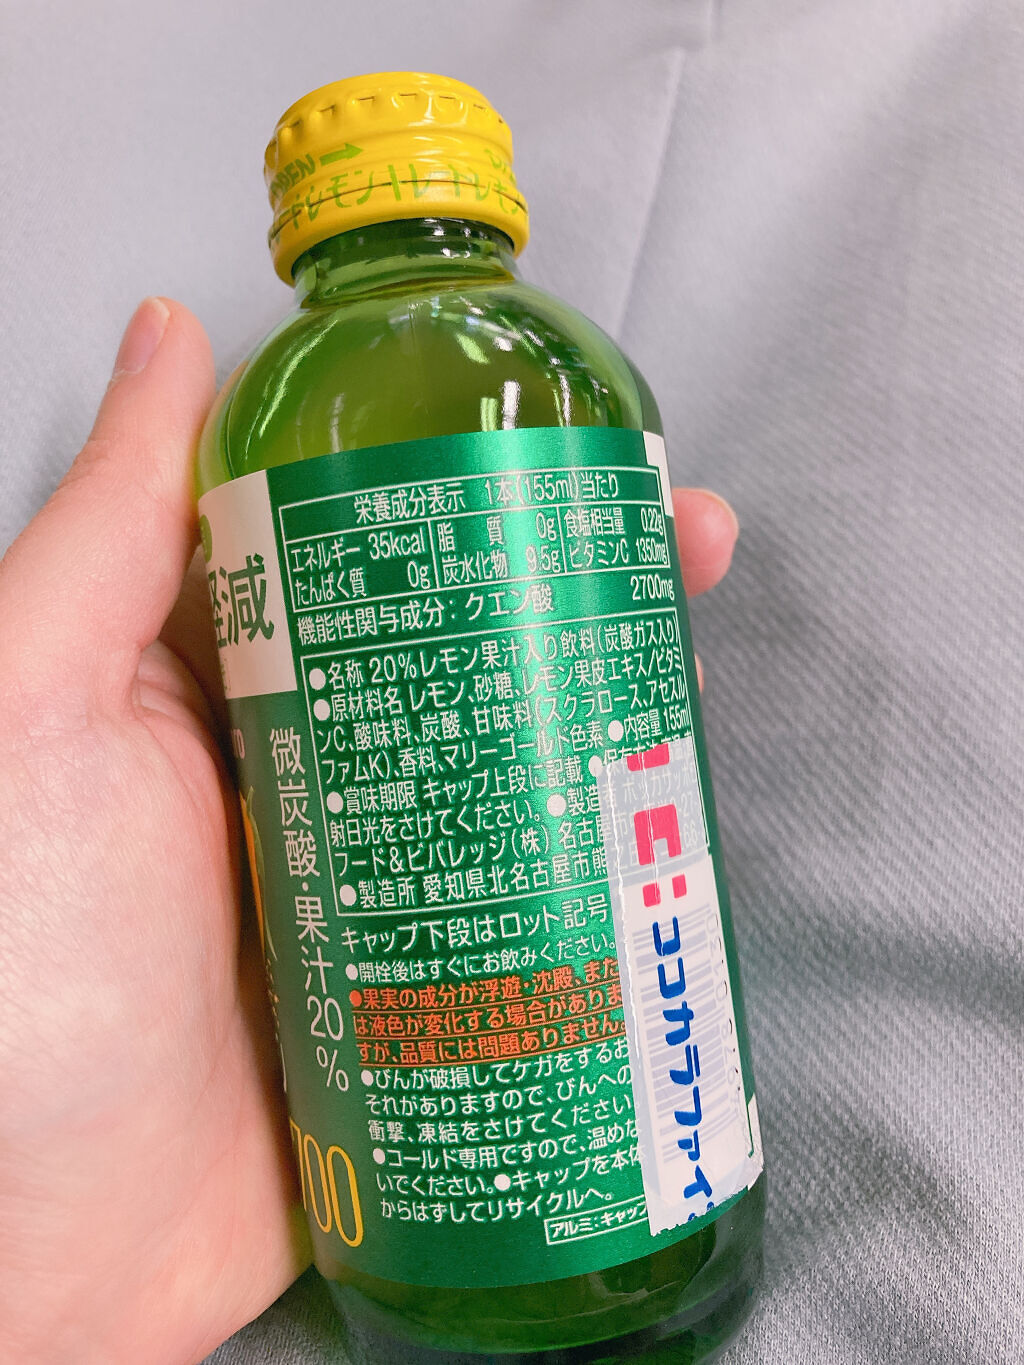 レモン
軽減
栄養成分表示 1本(155ml)当たり
エネルギー 35kcal 脂質 0g 食塩相当量 0.22g
たんぱく質 0g 炭水化物 9.5g ビタミンC 1350mg
機能性関与成分:クエン酸 2700mg
●名称 20%レモン果汁入り飲料(炭酸ガス入り)
●原材料名 レモン、砂糖、レモン果皮エキス/ビタミ
ンC、酸味料、炭酸、甘味料(スクラロース、アセスル
ファムK)、香料、マリーゴールド色素 ●内容量 155ml
●賞味期限 キャップ上段に記載 ●保存
射日光をさけてください。 ●製造者 ポッカサッポロ
フード&ビバレッジ(株) 名古屋市
●製造所 愛知県北名古屋市熊
キャップ下段はロット記号
●開栓後はすぐにお飲みください。
●果実の成分が浮遊・沈殿、また
は液色が変化する場合がありま
すが、品質には問題ありません。
●びんが破損してケガをするお
それがありますので、びんへの
衝撃、凍結をさけてください
●コールド専用ですので、温めな
いでください。●キャップを本体
からはずしてリサイクルへ。
アルミ:キャップ
微炭酸・果汁20%
700
ココカラファイ